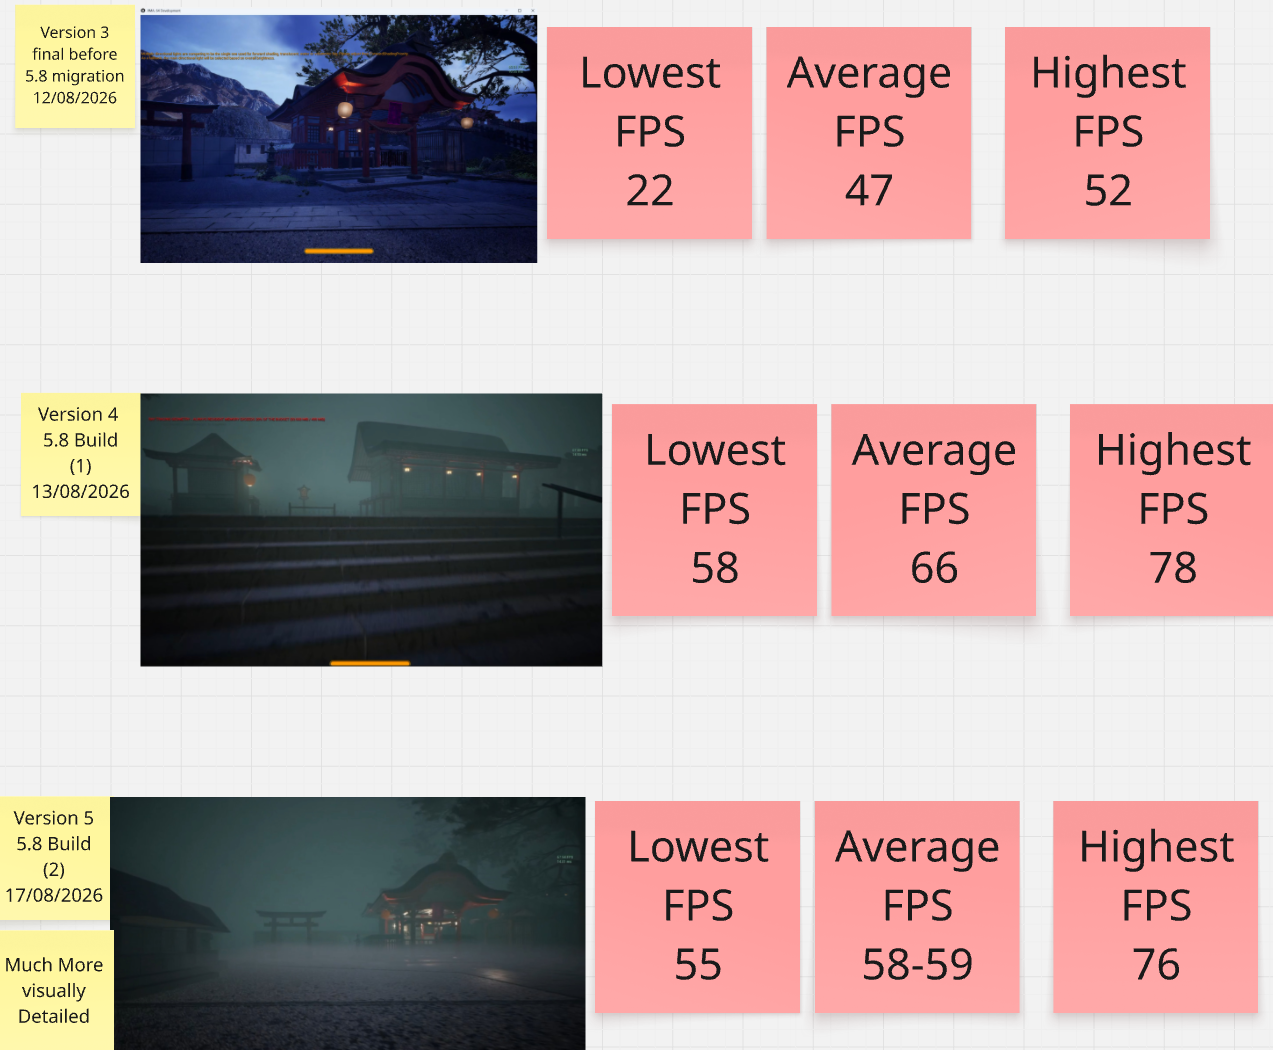 Version 3
final before
5.8 migration
12/08/2026
Lowest
FPS
22
Average
FPS
47
Highest
FPS
52
Version 4
5.8 Build
(1)
13/08/2026
Lowest
FPS
58
Average
FPS
66
Highest
FPS
78
Version 5
5.8 Build
(2)
17/08/2026
Much More
visually
Detailed
Lowest
FPS
55
Average
FPS
58-59
Highest
FPS
76